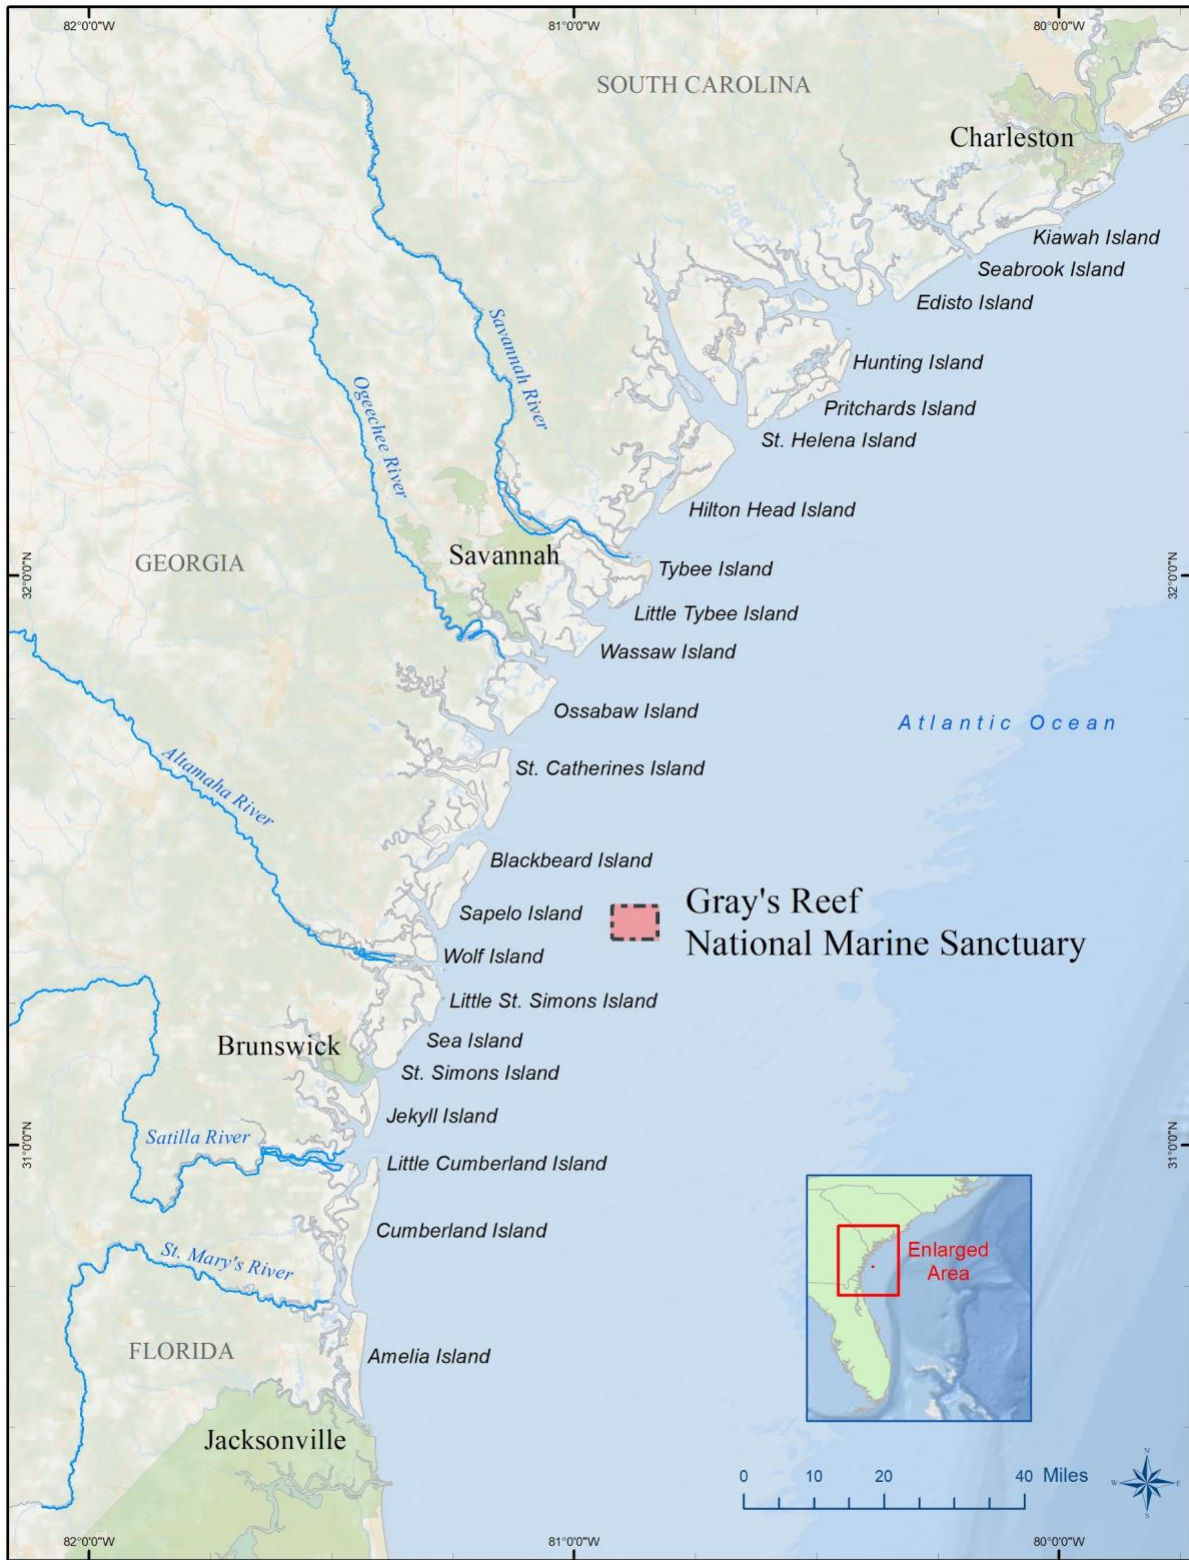 82°0'0"W
81°0'0"W
80°0'0"W
SOUTH CAROLINA
Charleston
Kiawah Island
Seabrook Island
Edisto Island
Savannah River
Hunting Island
Ogeechee River
Pritchards Island
St. Helena Island
Hilton Head Island
Savannah
GEORGIA
Tybee Island
32°0'0"N
32°0'0"N
Little Tybee Island
Wassaw Island
Ossabaw Island
Atlantic Ocean
St. Catherines Island
Altamaha River
Blackbeard Island
Gray's Reef
National Marine Sanctuary
Sapelo Island
Wolf Island
Little St. Simons Island
Sea Island
Brunswick
St. Simons Island
Jekyll Island
Satilla River
31°0'0"N
31°0'0"N
Little Cumberland Island
Cumberland Island
St. Mary's River
Enlarged
Area
FLORIDA
Amelia Island
Jacksonville
0 10 20 40 Miles
N
W E
S
82°0'0"W
81°0'0"W
80°0'0"W